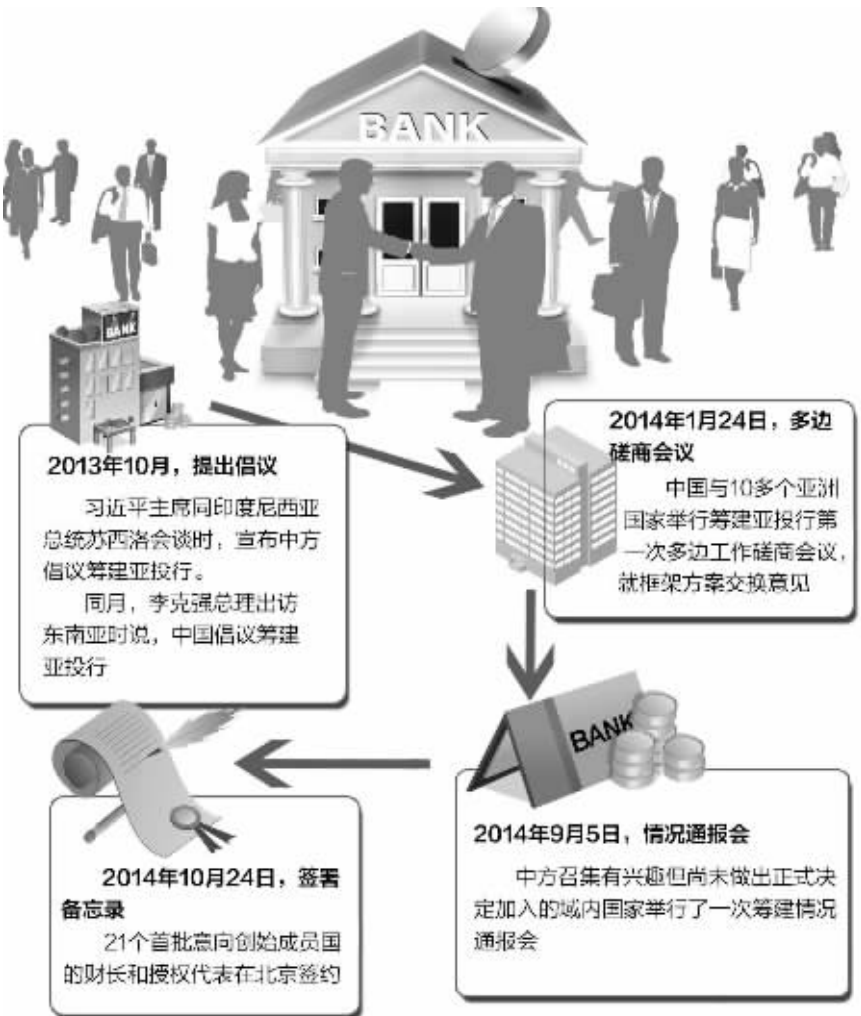 BANK
BANK
2013年10月，提出倡议
习近平主席同印度尼西亚
总统苏西洛会谈时，宣布中方
倡议筹建亚投行。
同月，李克强总理出访
东南亚时说，中国倡议筹建
亚投行
2014年1月24日，多边
磋商会议
中国与10多个亚洲
国家举行筹建亚投行第
一次多边工作磋商会议，
就框架方案交换意见
BANK
2014年9月5日，情况通报会
中方召集有兴趣但尚未做出正式决
定加入的域内国家举行了一次筹建情况
通报会
2014年10月24日，签署
备忘录
21个首批意向创始成员国
的财长和授权代表在北京签约